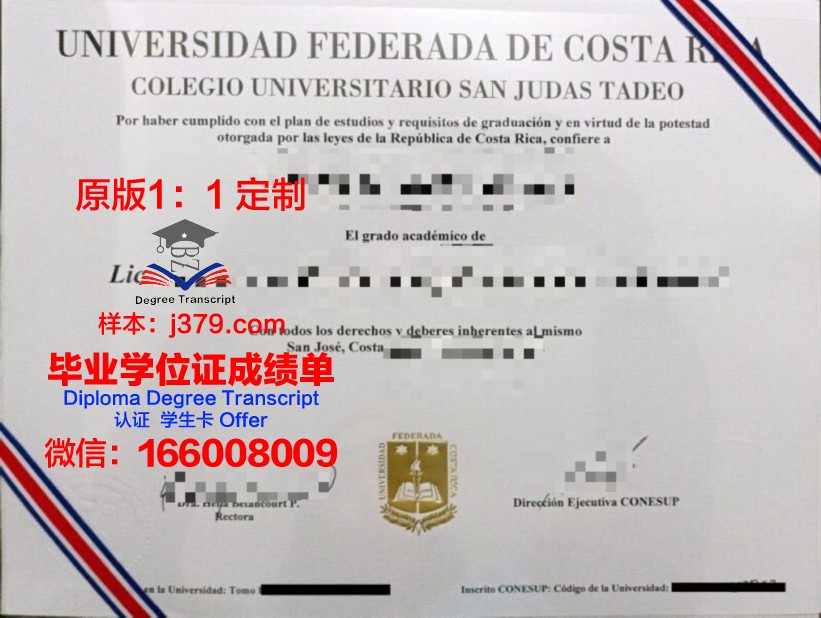 UNIVERSIDAD FEDERADA DE COSTA RICA
COLEGIO UNIVERSITARIO SAN JUDAS TADEO
Por haber cumplido con el plan de estudios y requisitos de graduación y en virtud de la potestad
otorgada por las leyes de la República de Costa Rica, confiere a
原版1：1 定制
El grado académico de
Lic
Degree Transcript
样本：j379.com
todos los derechos y deberes inherentes al mismo
San José, Costa
毕业学位证成绩单
Diploma Degree Transcript
认证 学生卡 Offer
微信：166008009
UNIVERSIDAD
FEDERADA
COSTA RICA
Dra. Betancourt P.
Rectora
Dirección Ejecutiva CONESUP
en la Universidad: Tomo
Inscrito CONESUP: Código de la Universidad: